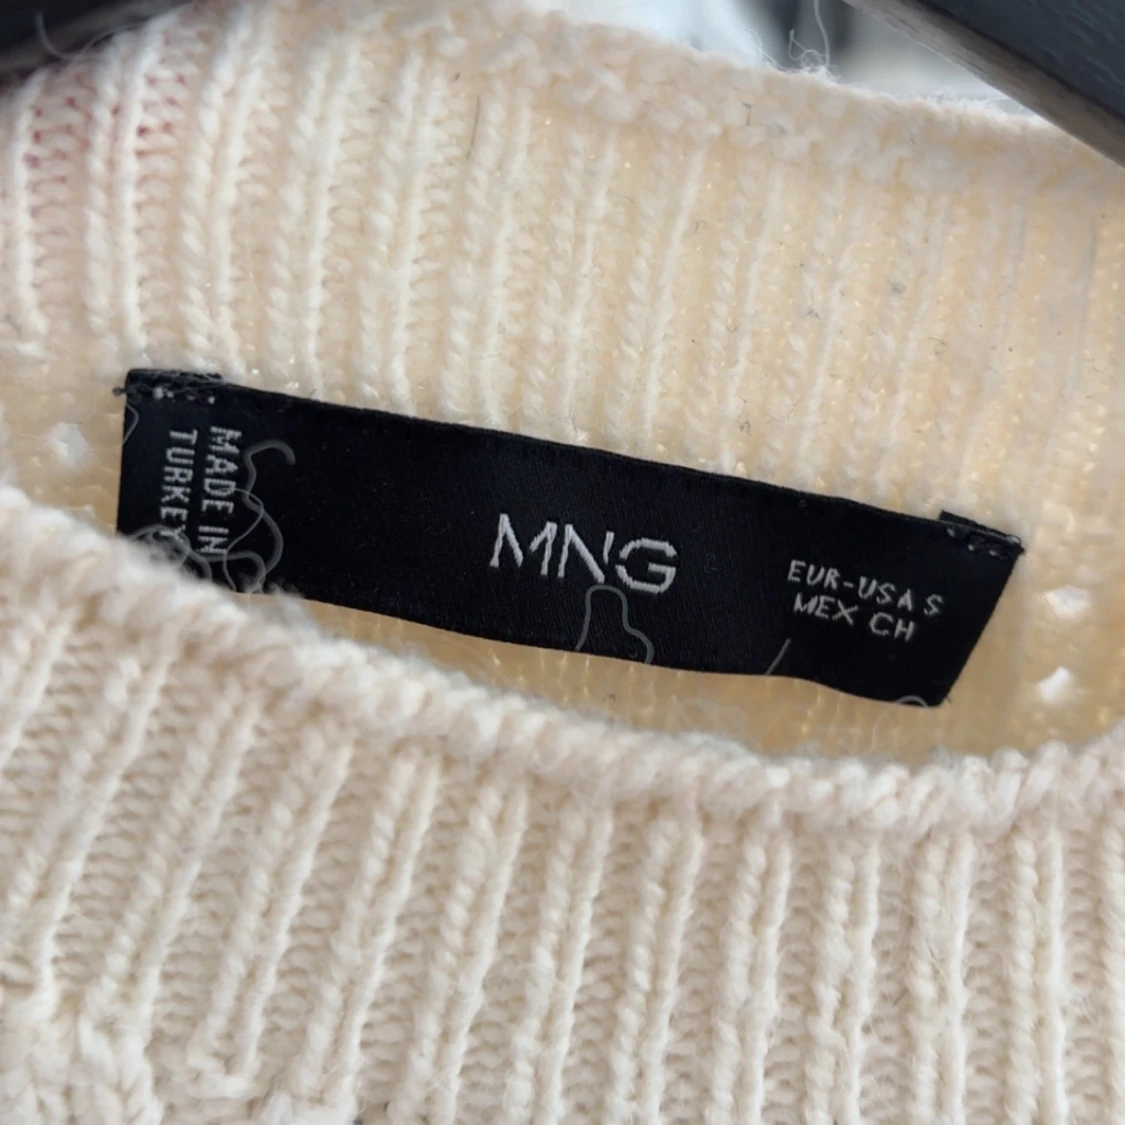 MADE IN
TURKEY
MNG
EUR-USA S
MEX CH